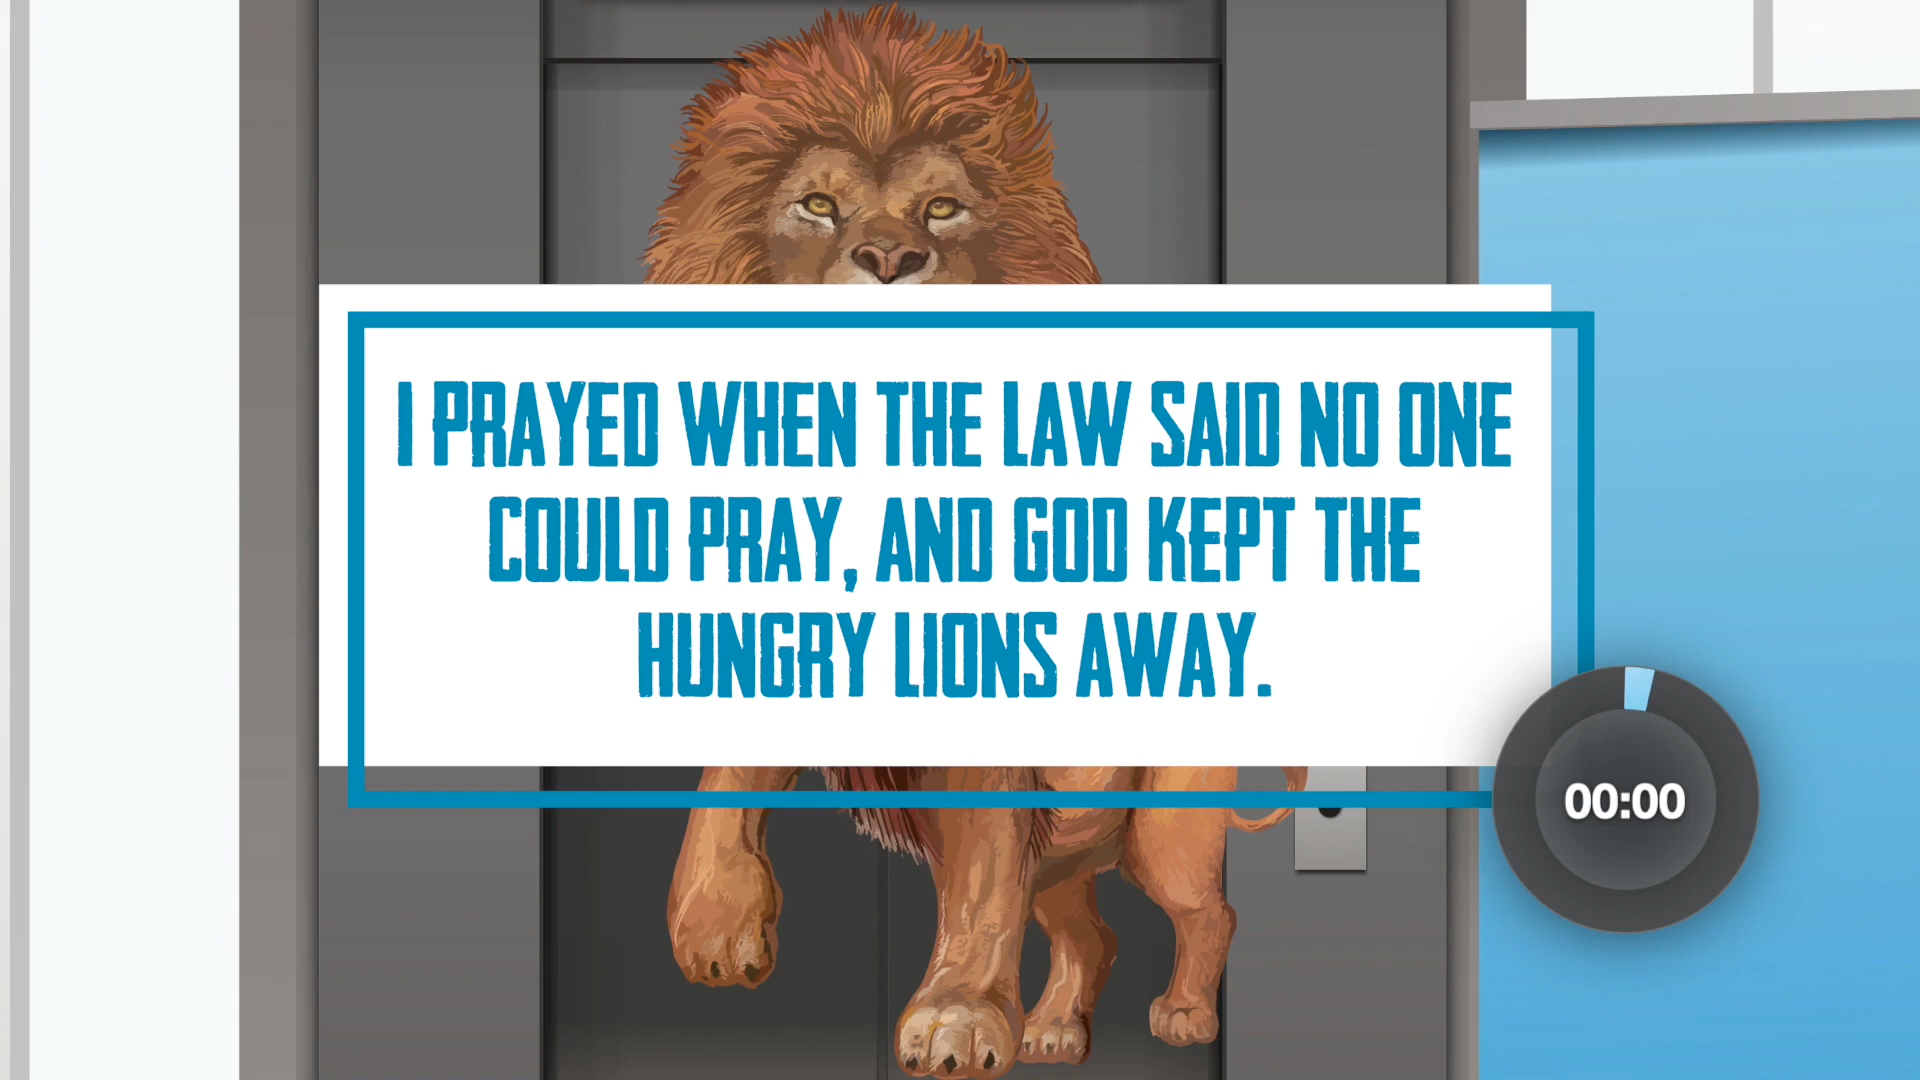 I PRAYED WHEN THE LAW SAID NO ONE
COULD PRAY, AND GOD KEPT THE
HUNGRY LIONS AWAY.
00:00